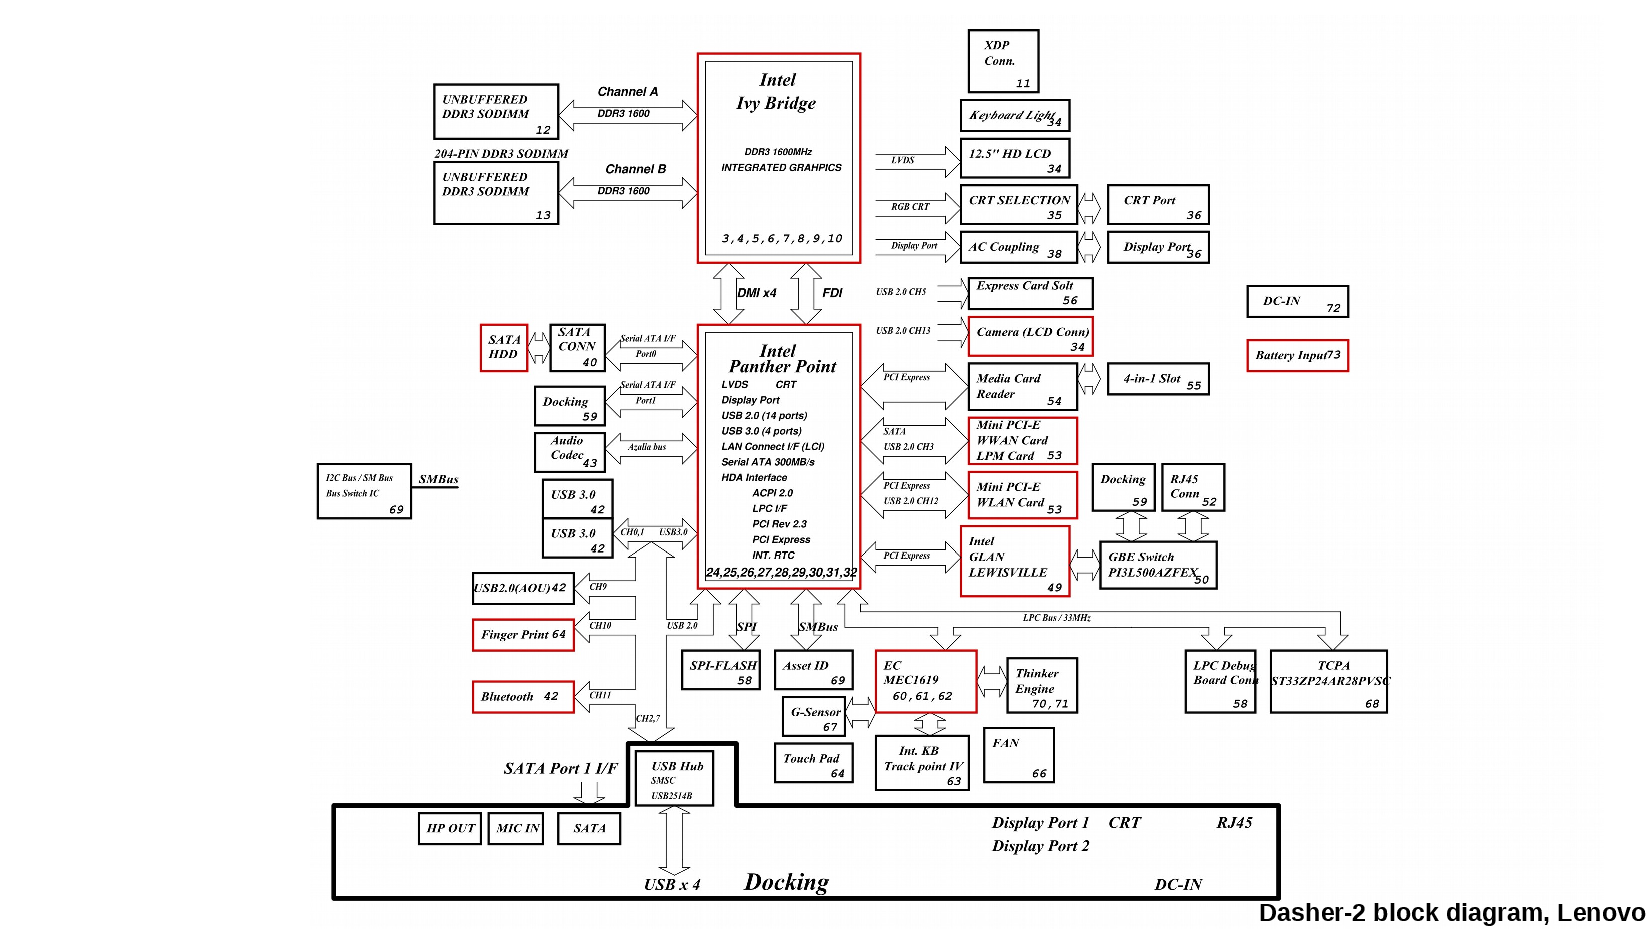 XDP
Conn.
11
Intel
Ivy Bridge
DDR3 1600MHz
INTEGRATED GRAHPICS
3,4,5,6,7,8,9,10
UNBUFFERED
DDR3 SODIMM
12
Channel A
DDR3 1600
204-PIN DDR3 SODIMM
UNBUFFERED
DDR3 SODIMM
13
Channel B
DDR3 1600
Keyboard Light
34
LVDS
12.5" HD LCD
34
RGB CRT
CRT SELECTION
35
CRT Port
36
Display Port
AC Coupling
38
Display Port
36
DMI x4
FDI
USB 2.0 CH5
Express Card Solt
56
USB 2.0 CH13
Camera (LCD Conn)
34
DC-IN
72
Battery Input73
SATA
HDD
SATA
CONN
40
Serial ATA I/F
Port0
Docking
59
Serial ATA I/F
Port1
Audio
Codec
43
Azalia bus
Intel
Panther Point
LVDS CRT
Display Port
USB 2.0 (14 ports)
USB 3.0 (4 ports)
LAN Connect I/F (LCI)
Serial ATA 300MB/s
HDA Interface
ACPI 2.0
LPC I/F
PCI Rev 2.3
PCI Express
INT. RTC
24,25,26,27,28,29,30,31,32
PCI Express
Media Card
Reader
54
4-in-1 Slot
55
SATA
USB 2.0 CH3
Mini PCI-E
WWAN Card
LPM Card
53
PCI Express
USB 2.0 CH12
Mini PCI-E
WLAN Card
53
Docking
59
RJ45
Conn
52
PCI Express
Intel
GLAN
LEWISVILLE
49
GBE Switch
PI3L500AZFEX
50
I2C Bus / SM Bus
Bus Switch IC
69
SMBus
USB 3.0
42
USB 3.0
42
CH0,1 USB3.0
USB2.0(AOU)42
CH9
Finger Print 64
CH10
USB 2.0
Bluetooth 42
CH11
CH2,7
SPI
SMBus
LPC Bus / 33MHz
SPI-FLASH
58
Asset ID
69
EC
MEC1619
60,61,62
Thinker
Engine
70,71
LPC Debug
Board Conn
58
TCPA
ST33ZP24AR28PVSC
68
G-Sensor
67
Touch Pad
64
Int. KB
Track point IV
63
FAN
66
SATA Port 1 I/F
USB Hub
SMSC
USB2514B
HP OUT
MIC IN
SATA
Display Port 1 CRT RJ45
Display Port 2
USB x 4
Docking
DC-IN
Dasher-2 block diagram, Lenovo